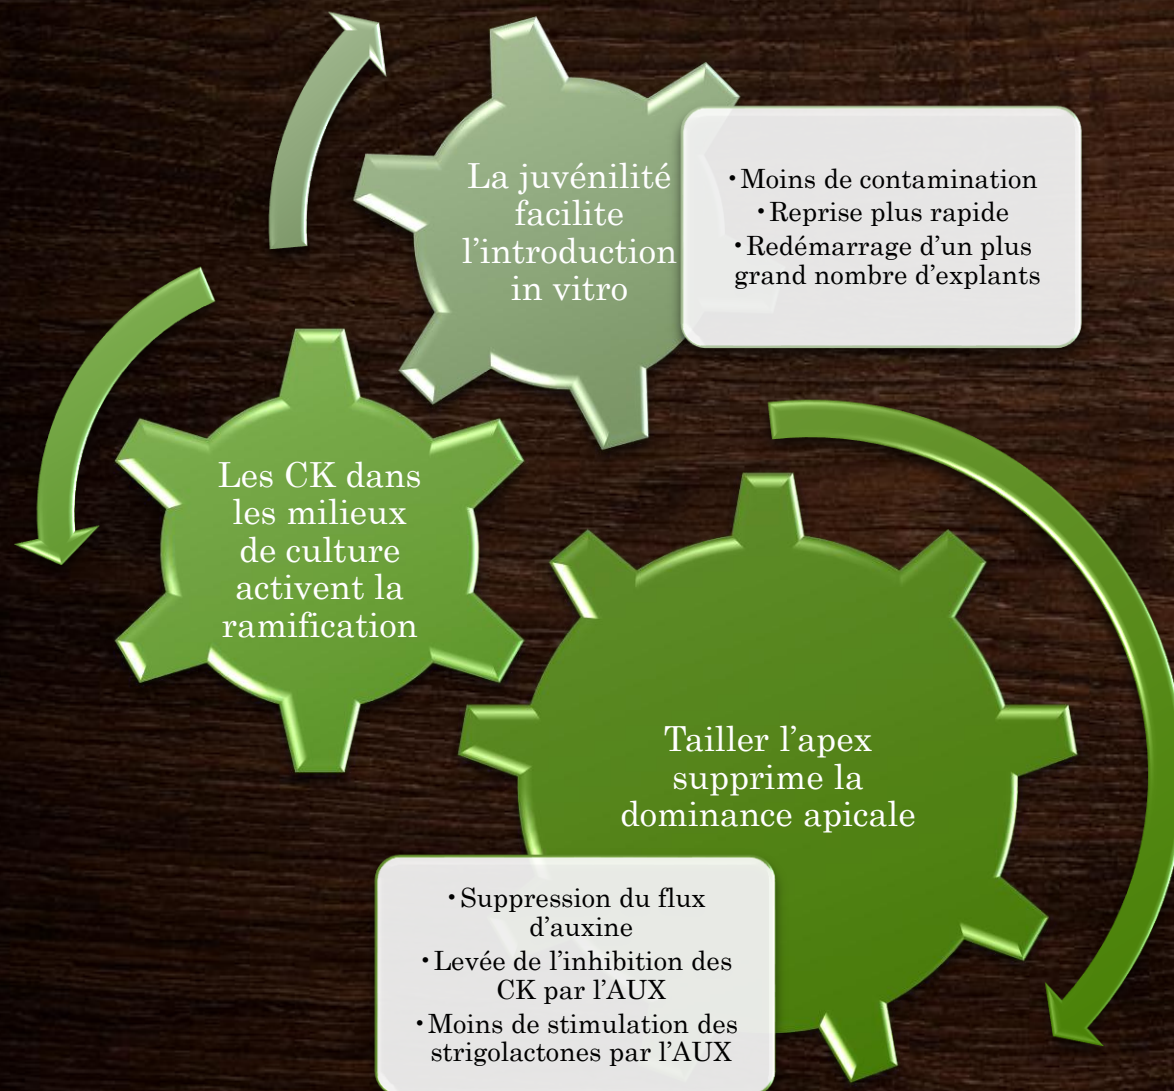 La juvénilité
facilite
l’introduction
in vitro
• Moins de contamination
• Reprise plus rapide
• Redémarrage d’un plus
grand nombre d’explants
Les CK dans
les milieux
de culture
activent la
ramification
Tailler l’apex
supprime la
dominance apicale
• Suppression du flux
d’auxine
• Levée de l’inhibition des
CK par l’AUX
• Moins de stimulation des
strigolactones par l’AUX